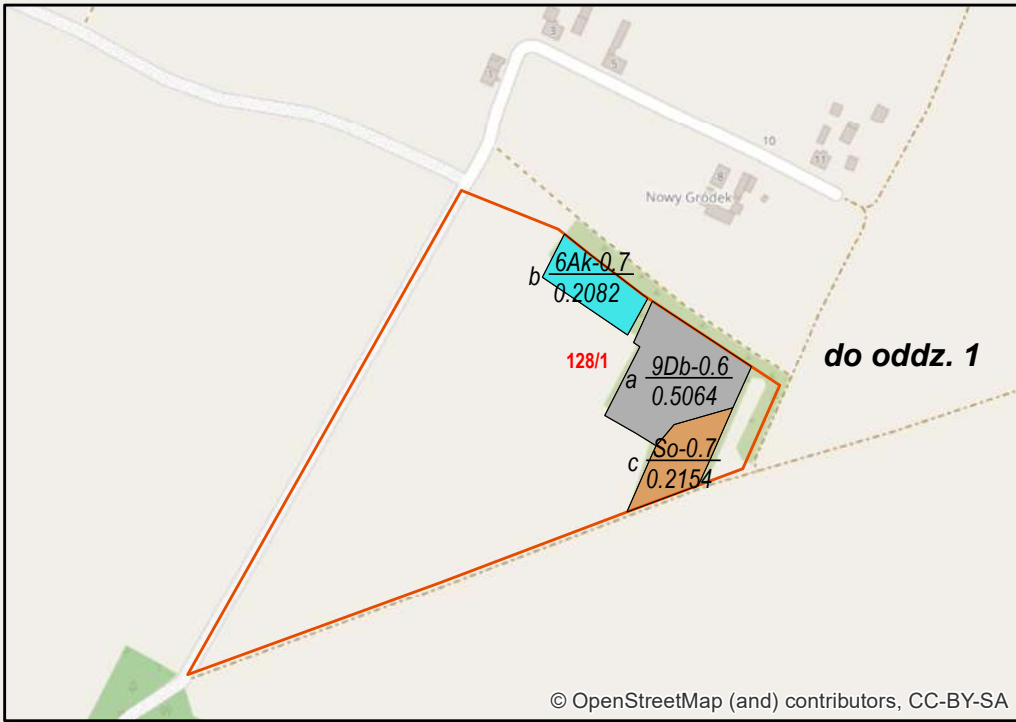 3
1
5
10
11
8
Nowy Gródek
b 6Ak-0.7
0.2082
128/1
do oddz. 1
a 9Db-0.6
0.5064
c So-0.7
0.2154
© OpenStreetMap (and) contributors, CC-BY-SA